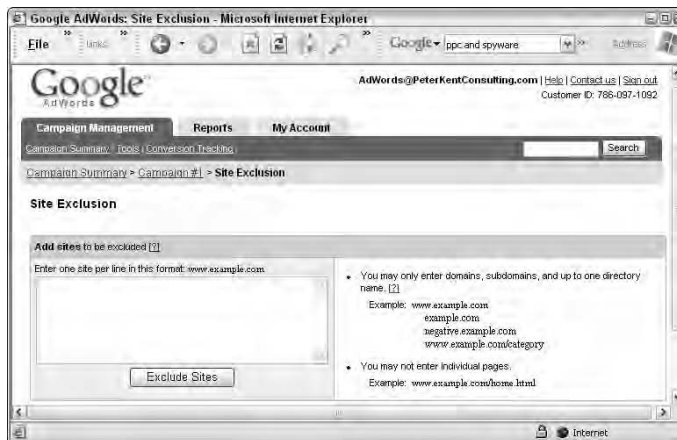 Google AdWords: Site Exclusion - Microsoft Internet Explorer
File
Links
Google
ppc and spyware
Address
Google
AdWords
AdWords@PeterKentConsulting.com | Help | Contact us | Sign out
Customer ID: 786-097-1092
Campaign Management
Reports
My Account
Campaign Summary | Tools | Conversion Tracking
Search
Campaign Summary > Campaign #1 > Site Exclusion
Site Exclusion
Add sites to be excluded [?]
Enter one site per line in this format: www.example.com
Exclude Sites
• You may only enter domains, subdomains, and up to one directory
name. [?]
Example: www.example.com
example.com
negative.example.com
www.example.com/category
• You may not enter individual pages.
Example: www.example.com/home.html
Internet